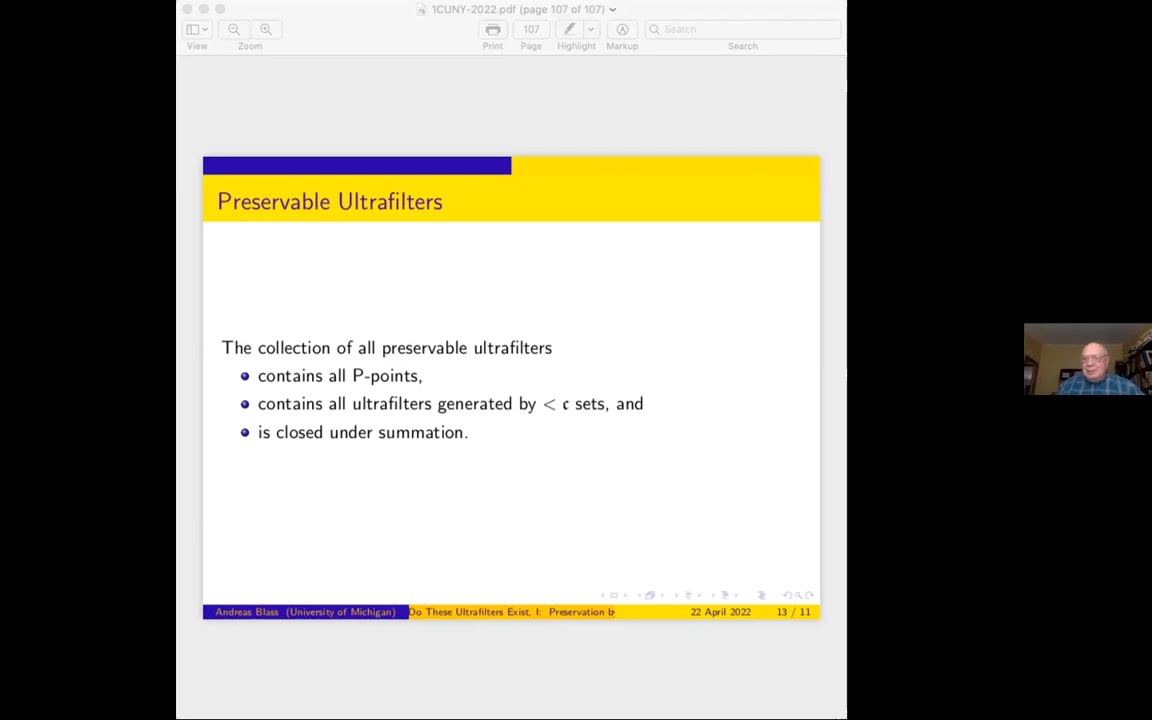 1CUNY-2022.pdf (page 107 of 107)
107
Search
View
Zoom
Print
Page
Highlight
Markup
Search
Preservable Ultrafilters
The collection of all preservable ultrafilters
contains all P-points,
contains all ultrafilters generated by < 𝔠 sets, and
is closed under summation.
Andreas Blass (University of Michigan)
Do These Ultrafilters Exist, I: Preservation b
22 April 2022
13 / 11